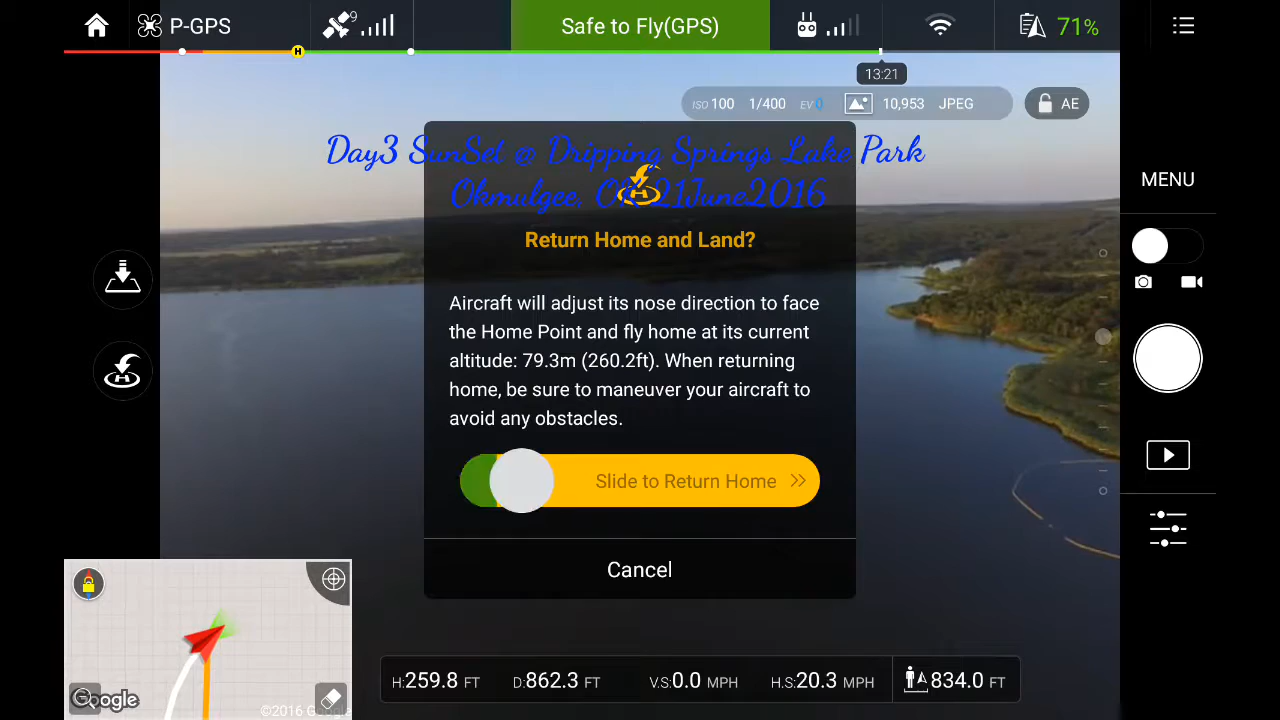 P-GPS
9
Safe to Fly(GPS)
71%
H
13:21
ISO 100 1/400 EV 0 10,953 JPEG
AE
Day3 SunSet @ Dripping Springs Lake Park
Okmulgee, OK 21June2016
Return Home and Land?
Aircraft will adjust its nose direction to face
the Home Point and fly home at its current
altitude: 79.3m (260.2ft). When returning
home, be sure to maneuver your aircraft to
avoid any obstacles.
Slide to Return Home
Cancel
MENU
Google
©2016 Google
H:259.8 FT D:862.3 FT V.S:0.0 MPH H.S:20.3 MPH 834.0 FT